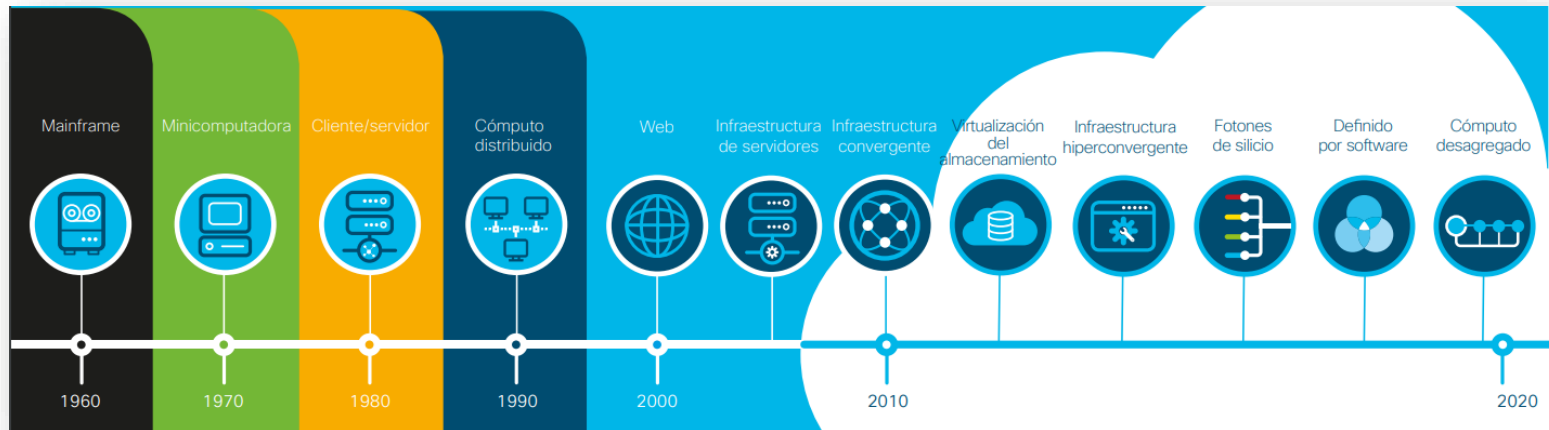 Mainframe
Minicomputadora
Cliente/servidor
Cómputo
distribuido
Web
Infraestructura
de servidores
Infraestructura
convergente
Virtualización
del
almacenamiento
Infraestructura
hiperconvergente
Fotones
de silicio
Definido
por software
Cómputo
desagregado
1960
1970
1980
1990
2000
2010
2020